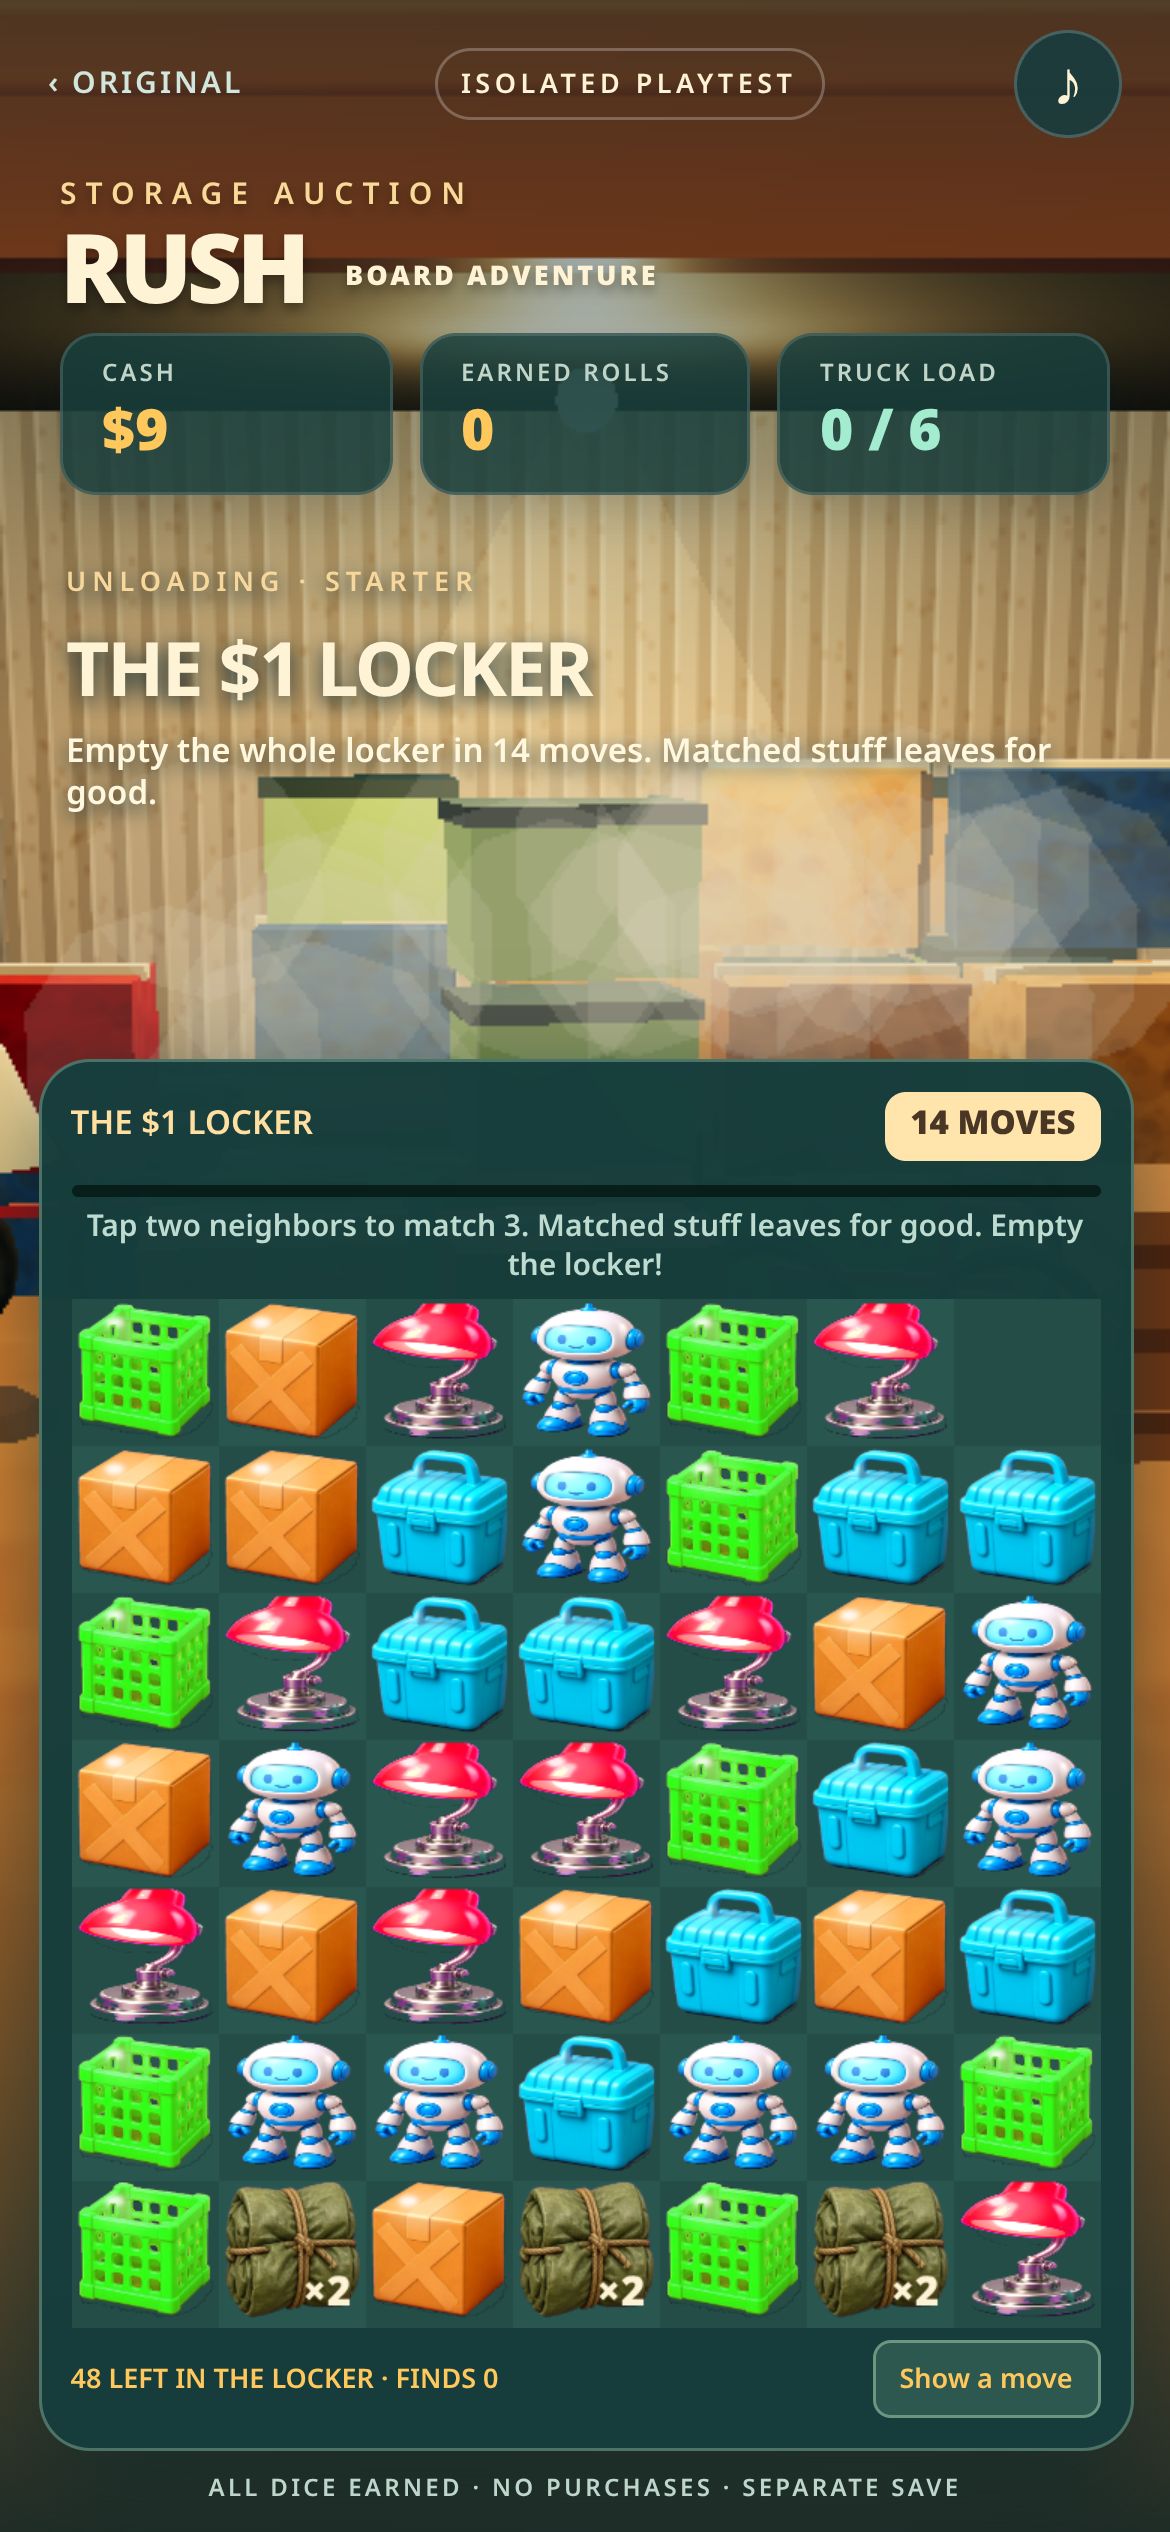 ‹ ORIGINAL
ISOLATED PLAYTEST
STORAGE AUCTION
RUSH BOARD ADVENTURE
CASH
$9
EARNED ROLLS
0
TRUCK LOAD
0 / 6
UNLOADING · STARTER
THE $1 LOCKER
Empty the whole locker in 14 moves. Matched stuff leaves for
good.
THE $1 LOCKER
14 MOVES
Tap two neighbors to match 3. Matched stuff leaves for good. Empty
the locker!
×2
×2
×2
48 LEFT IN THE LOCKER · FINDS 0
Show a move
ALL DICE EARNED · NO PURCHASES · SEPARATE SAVE